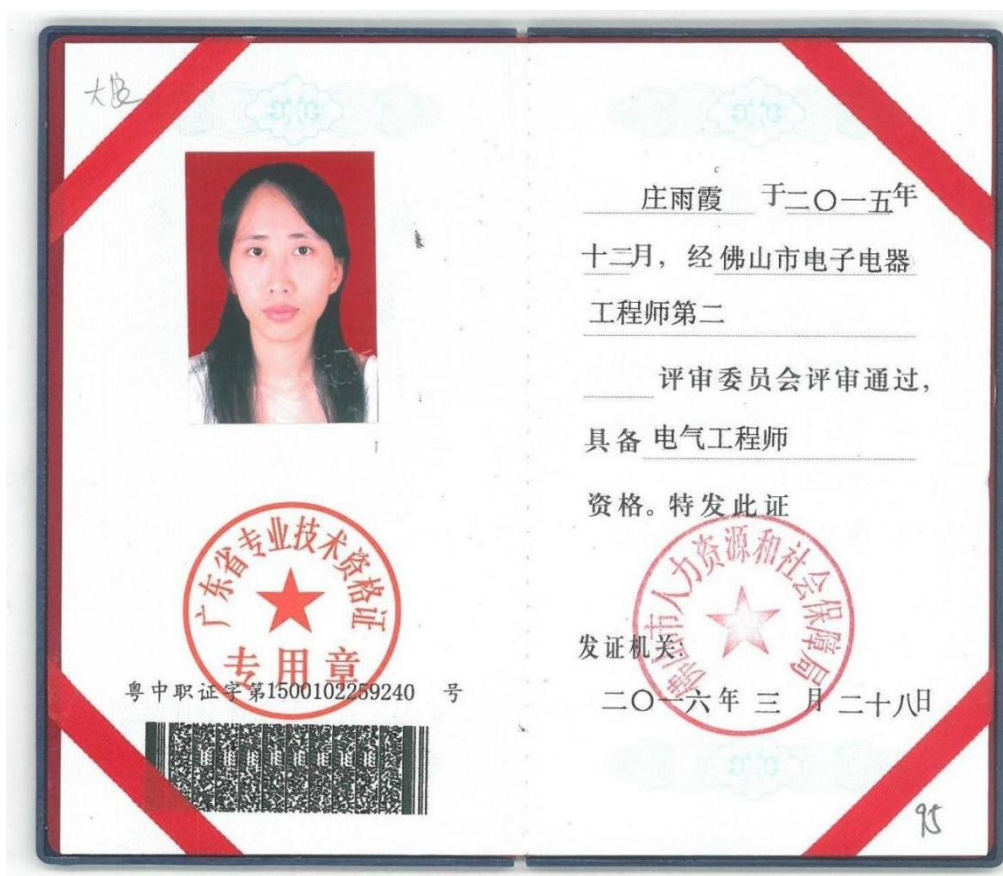 广东省专业技术资格证
专用章
粤中职证字第1500102259240 号
庄雨霞 于二〇一五年
十二月，经佛山市电子电器
工程师第二
评审委员会评审通过，
具备 电气工程师
资格。特发此证
佛山市人力资源和社会保障局
发证机关：
二〇一六年 三 月 二十八日
95